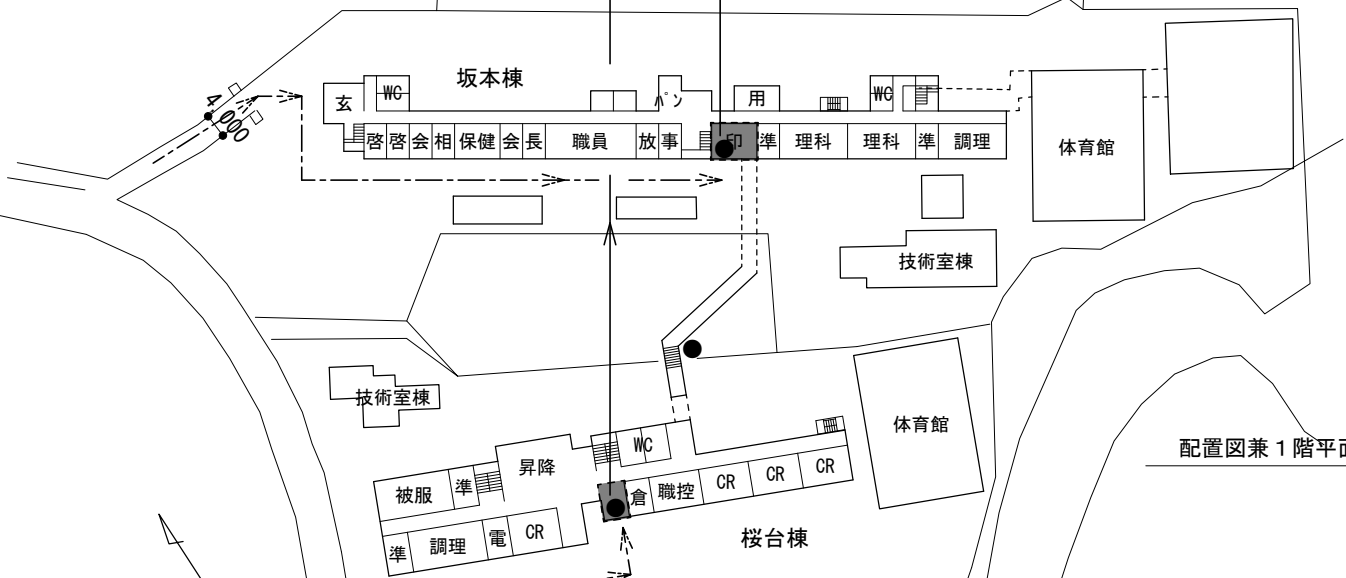 坂本棟
4,000
玄
WC
パン
用
WC
啓 啓 会 相 保健 会 長 職員 放 事 印 準 理科 理科 準 調理
体育館
技術室棟
技術室棟
体育館
配置図兼１階平面
昇降
WC
被服 準
倉 職控 CR CR CR
準 調理 電 CR
桜台棟